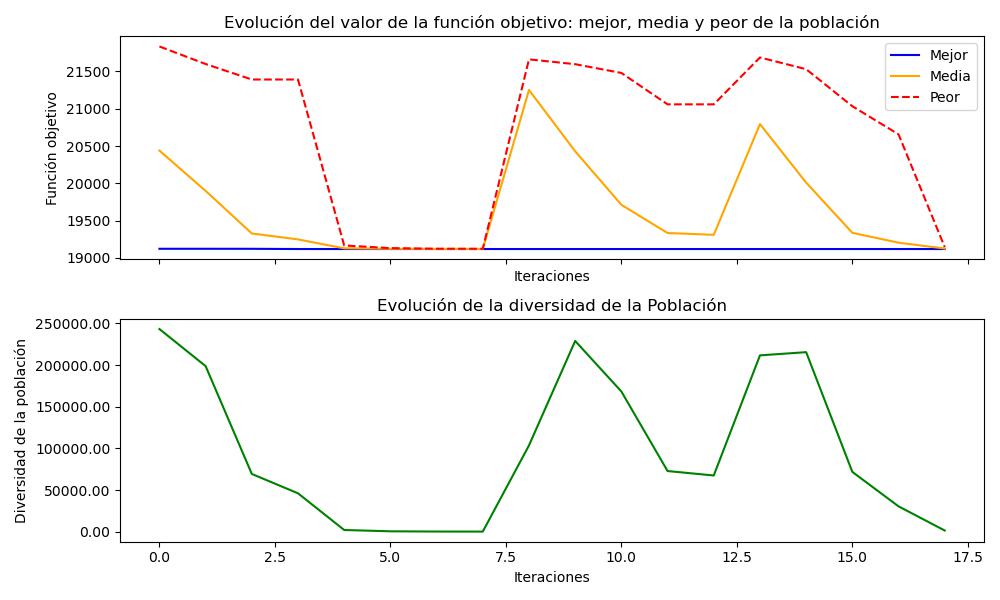 Evolución del valor de la función objetivo: mejor, media y peor de la población
Función objetivo
21500
21000
20500
20000
19500
19000
Mejor
Media
Peor
Iteraciones
Evolución de la diversidad de la Población
Diversidad de la población
250000.00
200000.00
150000.00
100000.00
50000.00
0.00
0.0 2.5 5.0 7.5 10.0 12.5 15.0 17.5
Iteraciones